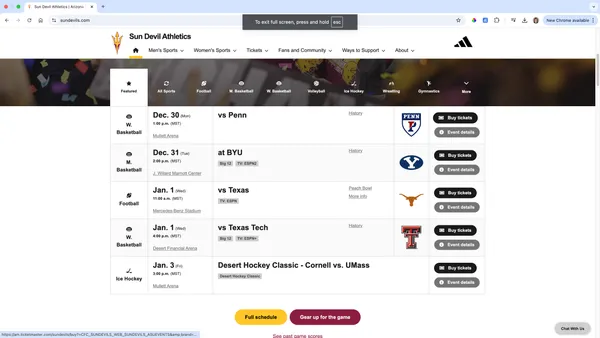 Sun Devil Athletics | Arizon
sundevils.com
New Chrome available
To exit full screen, press and hold esc
Sun Devil Athletics
Men's Sports Women's Sports Tickets Fans and Community Ways to Support About
adidas
Featured All Sports Football M. Basketball W. Basketball Volleyball Ice Hockey Wrestling Gymnastics More
W. Basketball
Dec. 30 (Mon)
1:00 p.m. (MST)
Mullett Arena
vs Penn
History
PENN
Buy tickets
Event details
M. Basketball
Dec. 31 (Tue)
2:00 p.m. (MST)
J. Willard Marriott Center
at BYU
Big 12 TV: ESPN2
History
BYU
Buy tickets
Event details
Football
Jan. 1 (Wed)
11:00 a.m. (MST)
Mercedes-Benz Stadium
vs Texas
TV: ESPN
Peach Bowl
More info
Buy tickets
Event details
W. Basketball
Jan. 1 (Wed)
4:00 p.m. (MST)
Desert Financial Arena
vs Texas Tech
Big 12 TV: ESPN+
History
Buy tickets
Event details
Ice Hockey
Jan. 3 (Fri)
3:00 p.m. (MST)
Mullett Arena
Desert Hockey Classic - Cornell vs. UMass
Desert Hockey Classic
Buy tickets
Event details
Full schedule
Gear up for the game
See past game scores
Chat With Us